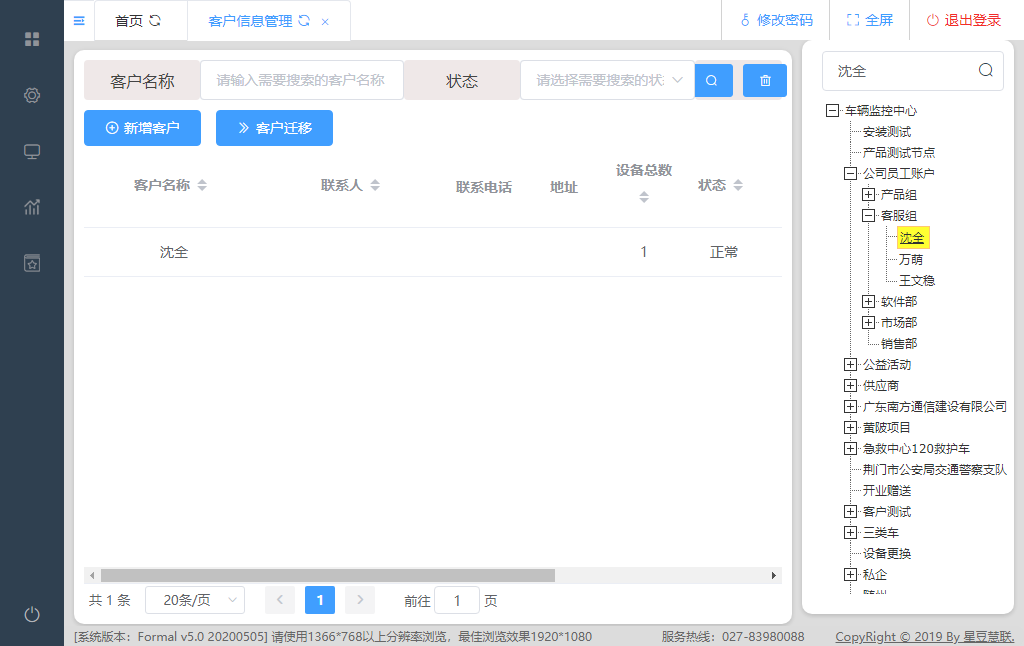 首页
客户信息管理 ×
修改密码
全屏
退出登录
客户名称
请输入需要搜索的客户名称
状态
请选择需要搜索的状
新增客户
客户迁移
客户名称
联系人
联系电话
地址
设备总数
状态
沈全
1
正常
共 1 条
20条/页
1
前往
1
页
沈全
车辆监控中心
安装测试
产品测试节点
公司员工账户
产品组
客服组
沈全
万萌
王文稳
软件部
市场部
销售部
公益活动
供应商
广东南方通信建设有限公司
黄陂项目
急救中心120救护车
荆门市公安局交通警察支队
开业赠送
客户测试
三类车
设备更换
私企
[系统版本：Formal v5.0 20200505] 请使用1366*768以上分辨率浏览，最佳浏览效果1920*1080
服务热线：027-83980088
CopyRight © 2019 By 星豆慧联.